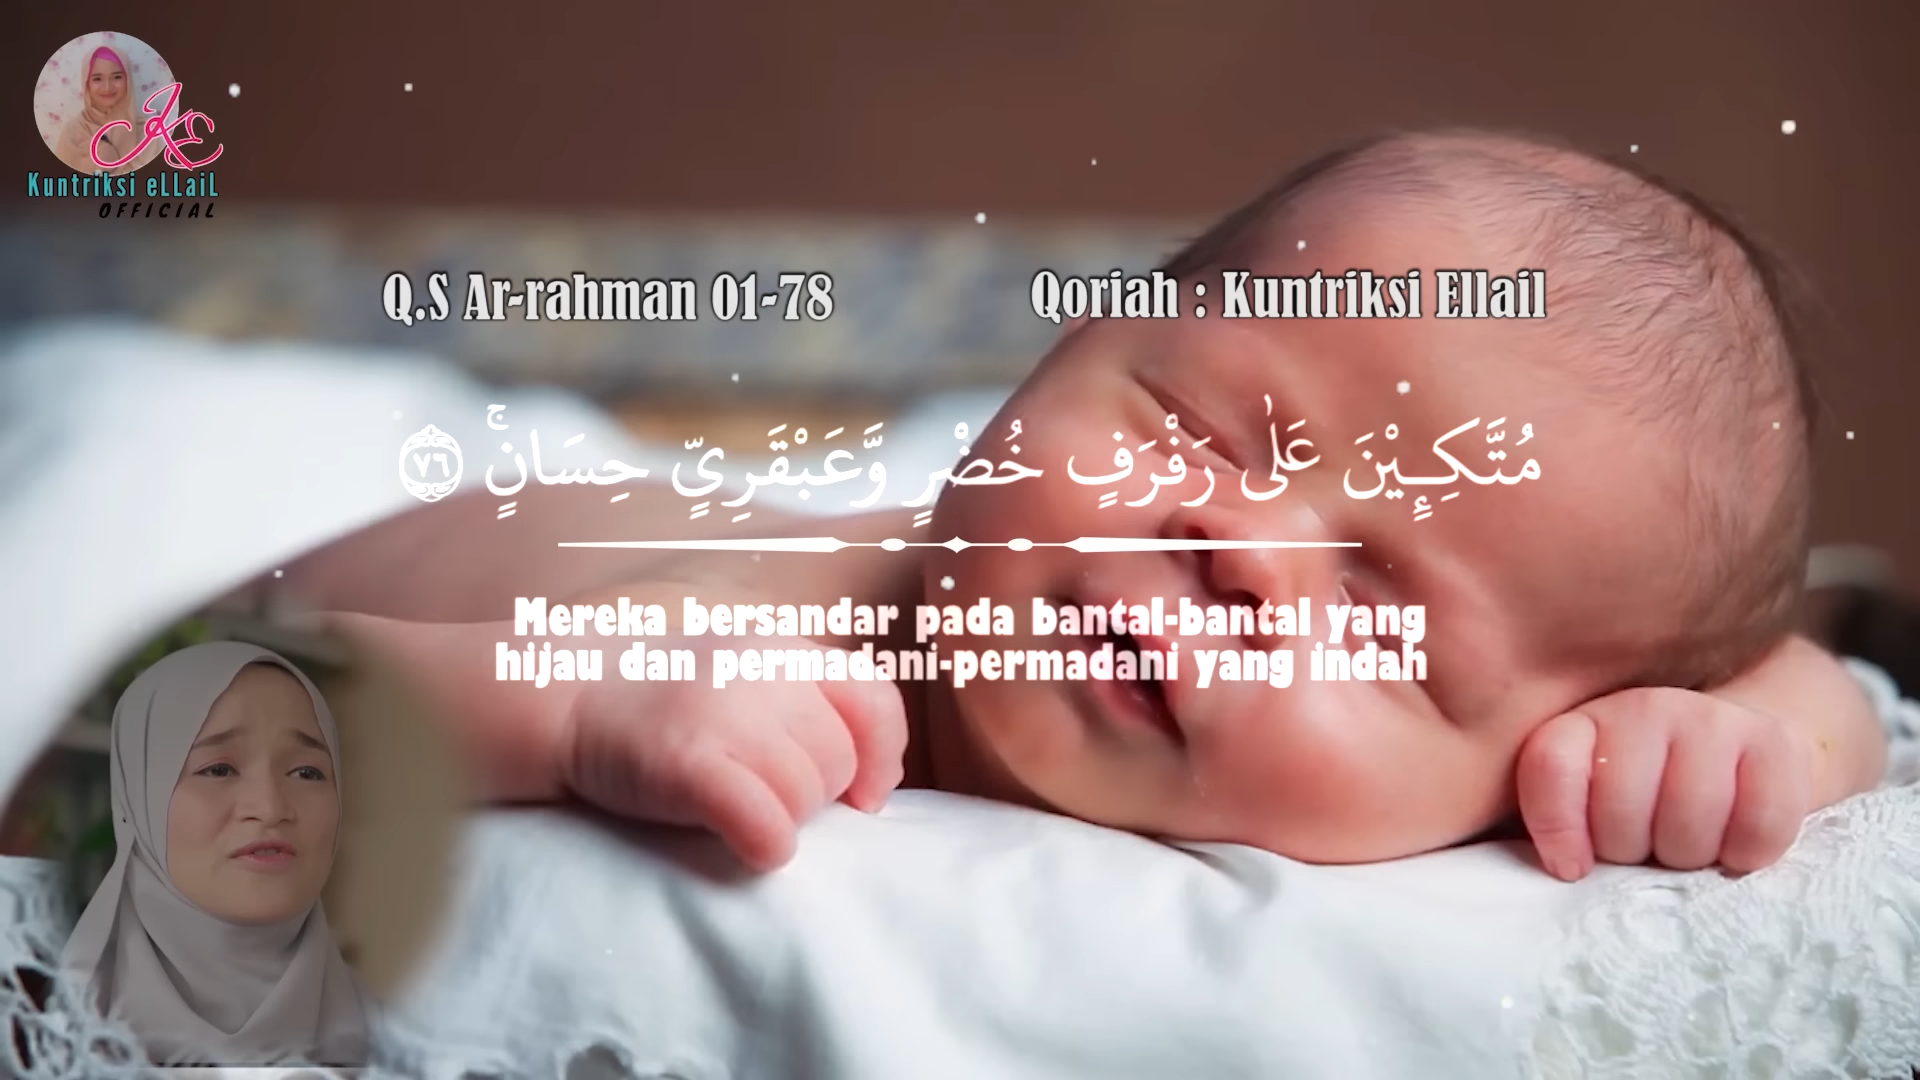 Kuntriksi eLLaiL
OFFICIAL
Q.S Ar-rahman 01-78
Qoriah : Kuntriksi Ellail
مُتَّكِـِٕيْنَ عَلٰى رَفْرَفٍ خُضْرٍ وَّعَبْقَرِيٍّ حِسَانٍۚ ٧٦
Mereka bersandar pada bantal-bantal yang
hijau dan permadani-permadani yang indah